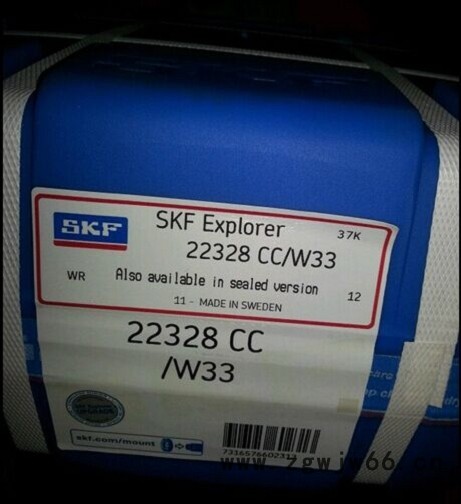 SKF
SKF Explorer
37K
22328 CC/W33
WR
Also available in sealed version
12
11 - MADE IN SWEDEN
22328 CC
/W33
skf.com/mount